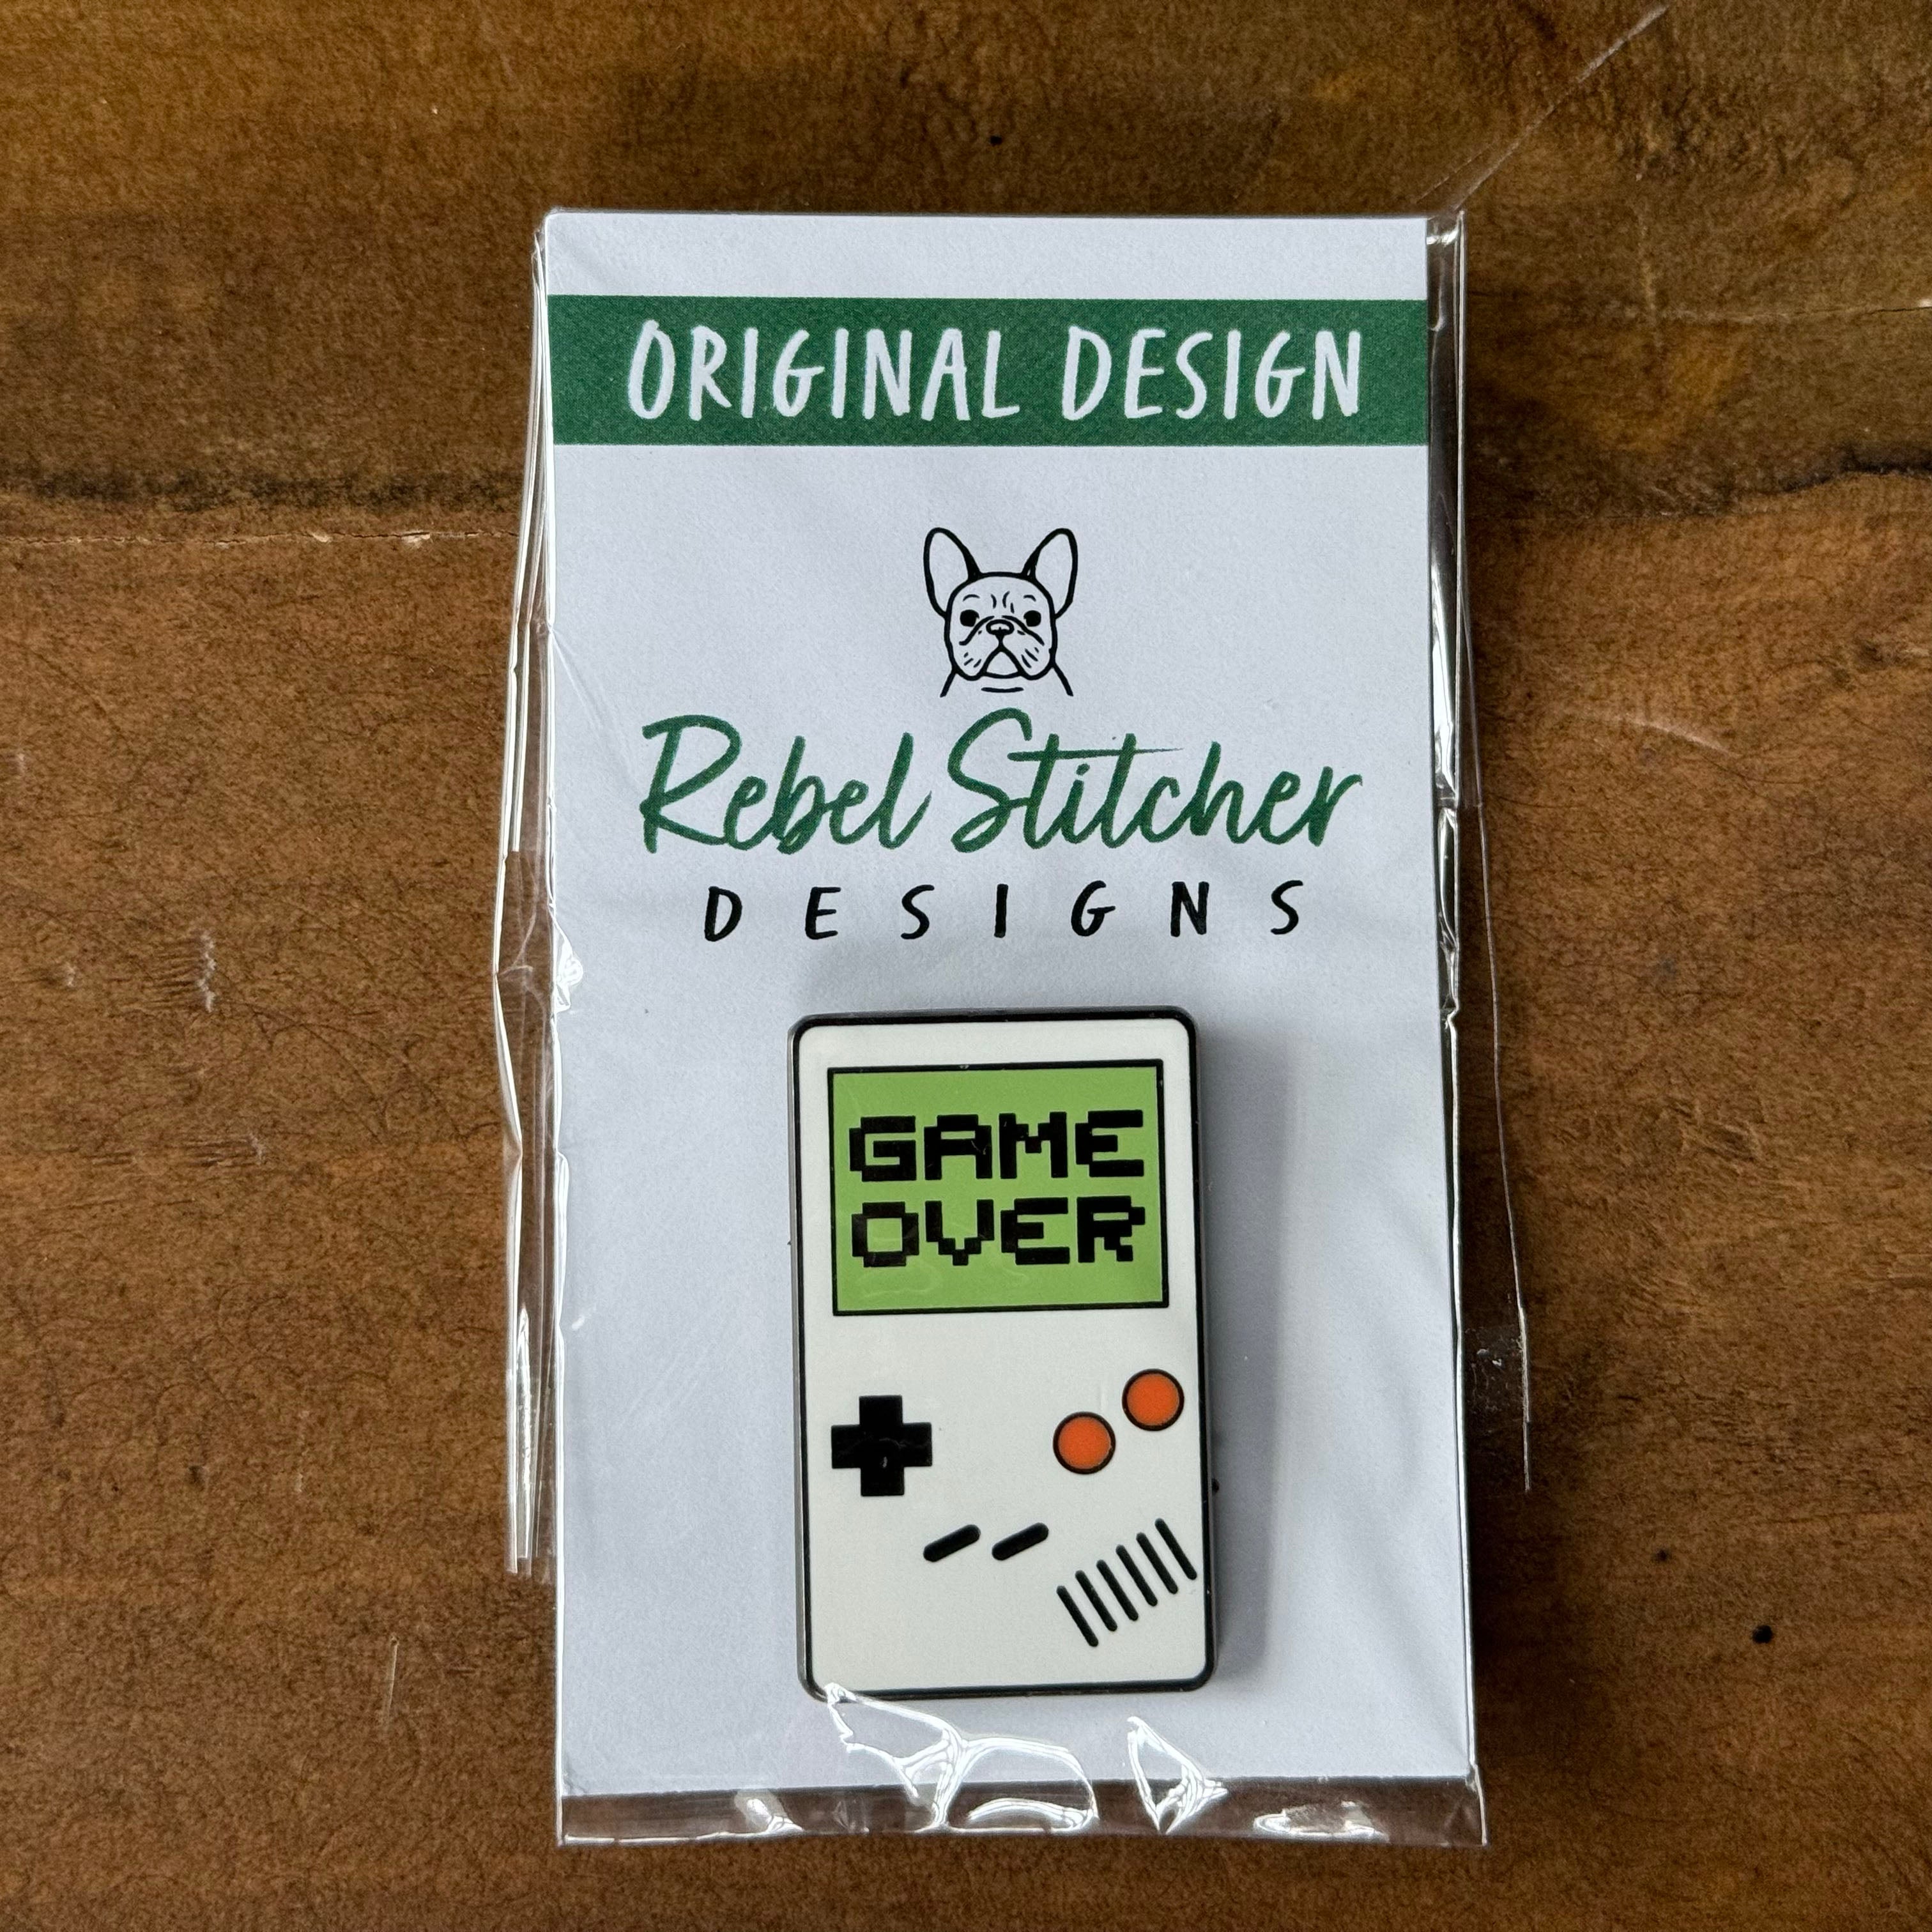 ORIGINAL DESIGN
Rebel Stitcher
DESIGNS
GAME
OVER